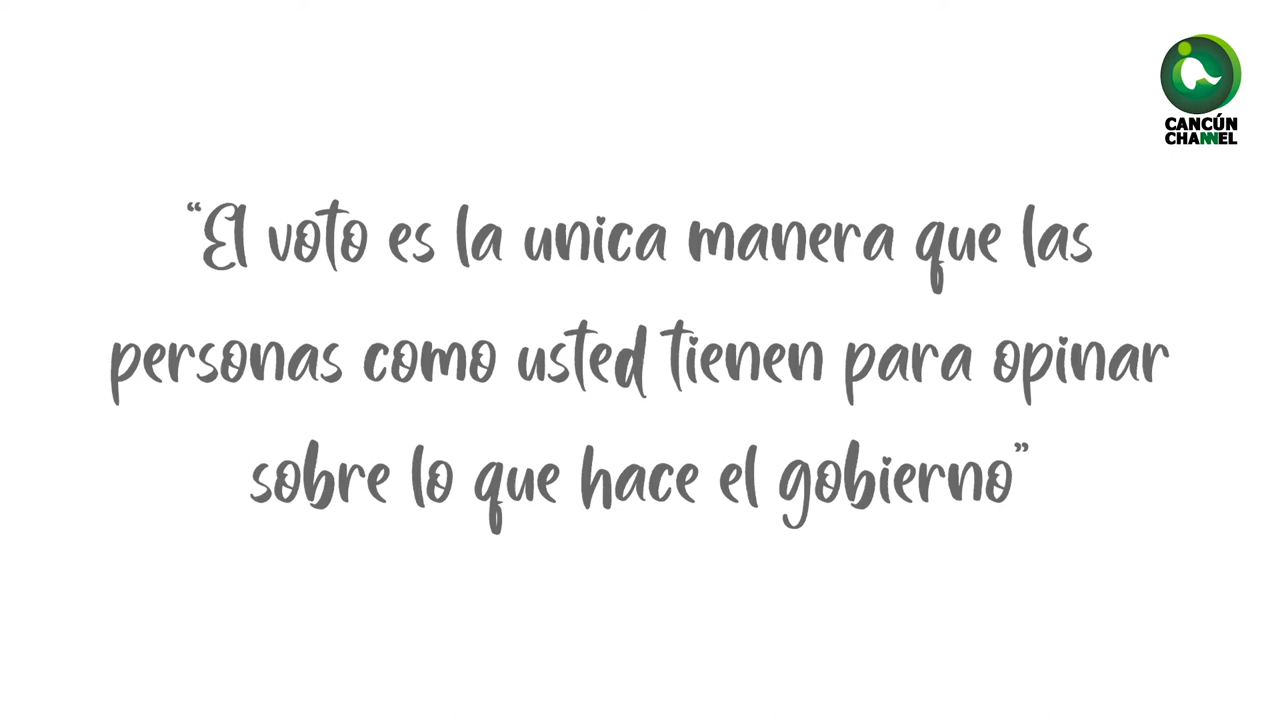 CANCÚN
CHANNEL
“El voto es la unica manera que las
personas como usted tienen para opinar
sobre lo que hace el gobierno”